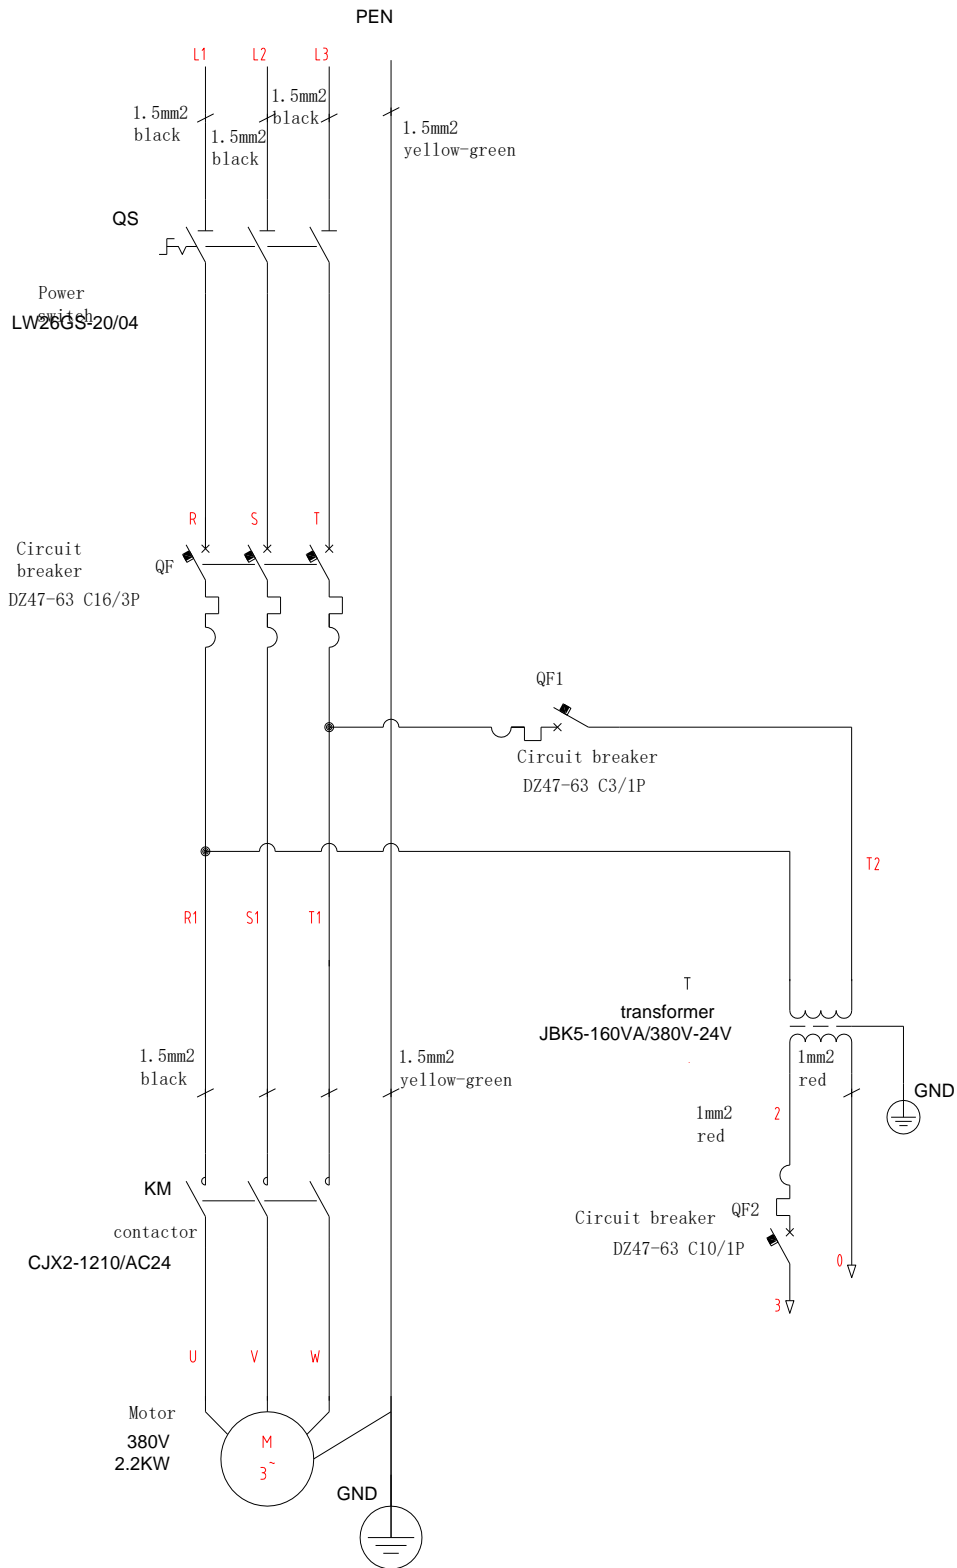 PEN
L1
L2
L3
1.5mm2
black
1.5mm2
black
1.5mm2
black
1.5mm2
yellow-green
QS
Power
switch
LW26GS-20/04
R
S
T
Circuit
breaker
QF
DZ47-63 C16/3P
QF1
Circuit breaker
DZ47-63 C3/1P
T2
R1
S1
T1
T
transformer
JBK5-160VA/380V-24V
1.5mm2
black
1.5mm2
yellow-green
1mm2
red
GND
1mm2
red
2
KM
contactor
CJX2-1210/AC24
QF2
Circuit breaker
DZ47-63 C10/1P
0
3
U
V
W
Motor
380V
2.2KW
M
3~
GND